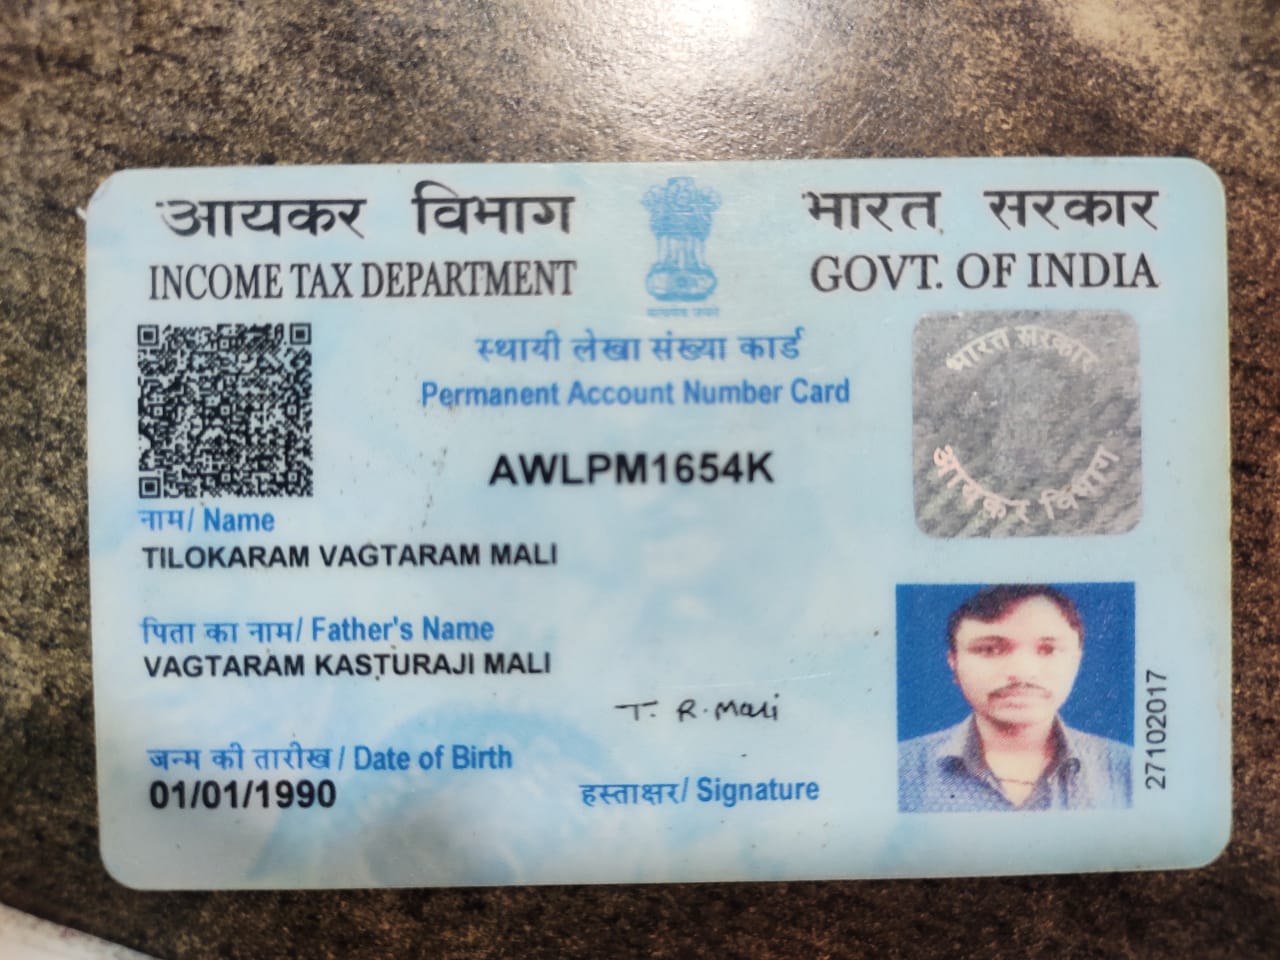 आयकर विभाग
INCOME TAX DEPARTMENT
भारत सरकार
GOVT. OF INDIA
सत्यमेव जयते
स्थायी लेखा संख्या कार्ड
Permanent Account Number Card
AWLPM1654K
भारत सरकार
आयकर विभाग
नाम/ Name
TILOKARAM VAGTARAM MALI
पिता का नाम/ Father's Name
VAGTARAM KASTURAJI MALI
T. R. Mali
जन्म की तारीख / Date of Birth
01/01/1990
हस्ताक्षर/ Signature
27102017